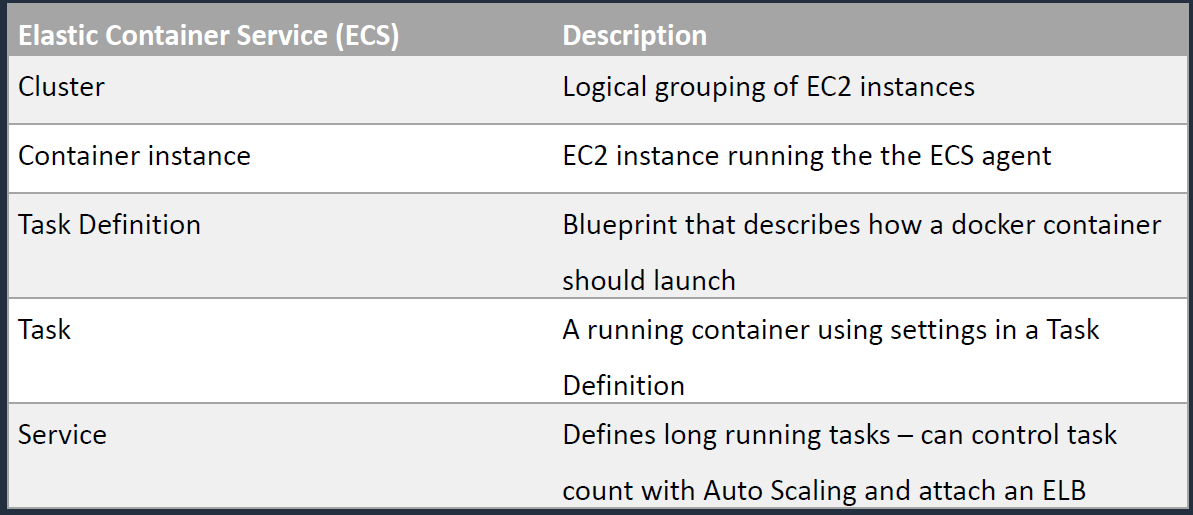 Elastic Container Service (ECS) Description
Cluster Logical grouping of EC2 instances
Container instance EC2 instance running the the ECS agent
Task Definition Blueprint that describes how a docker container
should launch
Task A running container using settings in a Task
Definition
Service Defines long running tasks – can control task
count with Auto Scaling and attach an ELB